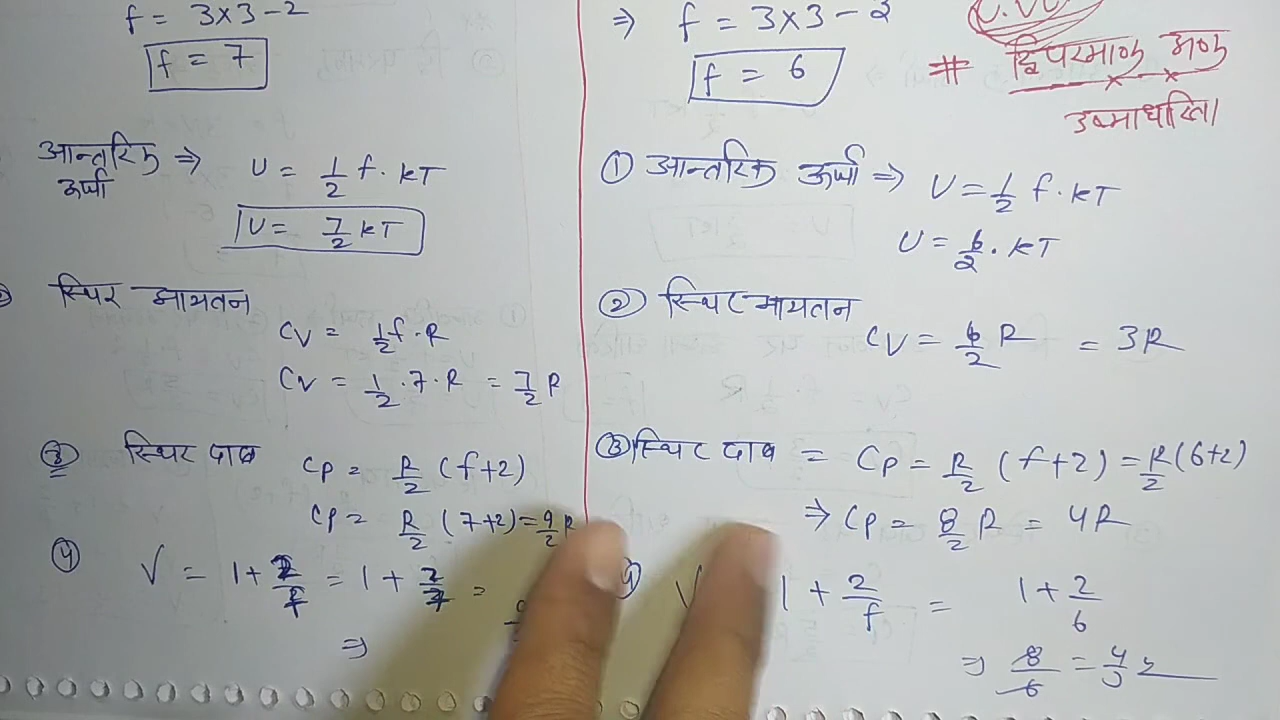 f = 3×3-2
f = 7
आन्तरिक ऊर्जा ⇒ U = 1/2 f. kT
U = 7/2 kT
स्थिर आयतन
Cv = 1/2 f. R
Cv = 1/2 . 7 . R = 7/2 R
③ स्थिर दाब
Cp = R/2 (f+2)
Cp = R/2 (7+2) = 9/2 R
④ √ = 1 + 2/f = 1 + 2/7 =
⇒
⇒ f = 3×3-3
f = 6
# द्विपरमाणु अणु
उष्माधारिता
① आन्तरिक ऊर्जा ⇒ U = 1/2 f. kT
U = 6/2 . kT
② स्थिर आयतन
Cv = 6/2 R = 3R
③ स्थिर दाब = Cp = R/2 (f+2) = R/2 (6+2)
⇒ Cp = 8/2 R = 4R
1 + 2/f = 1 + 2/6
⇒ 8/6 = 4/3